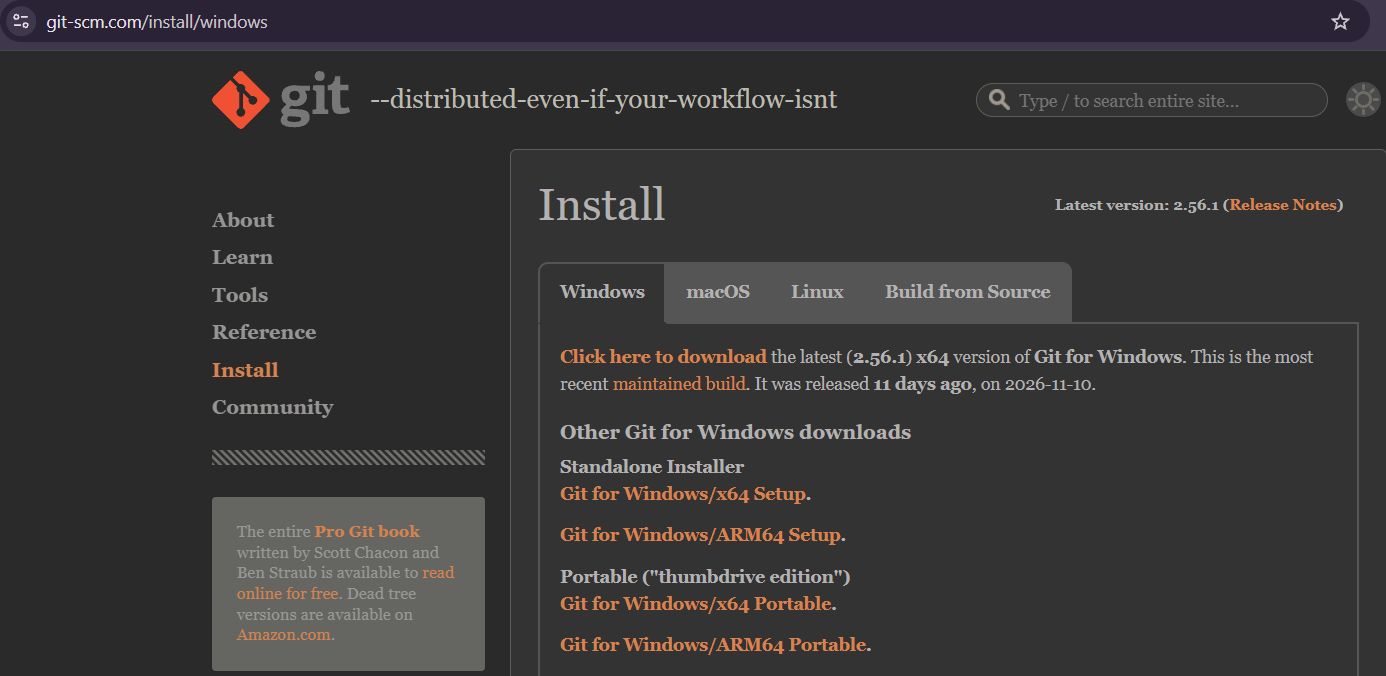 git-scm.com/install/windows
git --distributed-even-if-your-workflow-isnt
Type / to search entire site...
About
Learn
Tools
Reference
Install
Community
The entire Pro Git book
written by Scott Chacon and
Ben Straub is available to read
online for free. Dead tree
versions are available on
Amazon.com.
Install
Latest version: 2.56.1 (Release Notes)
Windows macOS Linux Build from Source
Click here to download the latest (2.56.1) x64 version of Git for Windows. This is the most
recent maintained build. It was released 11 days ago, on 2026-11-10.
Other Git for Windows downloads
Standalone Installer
Git for Windows/x64 Setup.
Git for Windows/ARM64 Setup.
Portable ("thumbdrive edition")
Git for Windows/x64 Portable.
Git for Windows/ARM64 Portable.